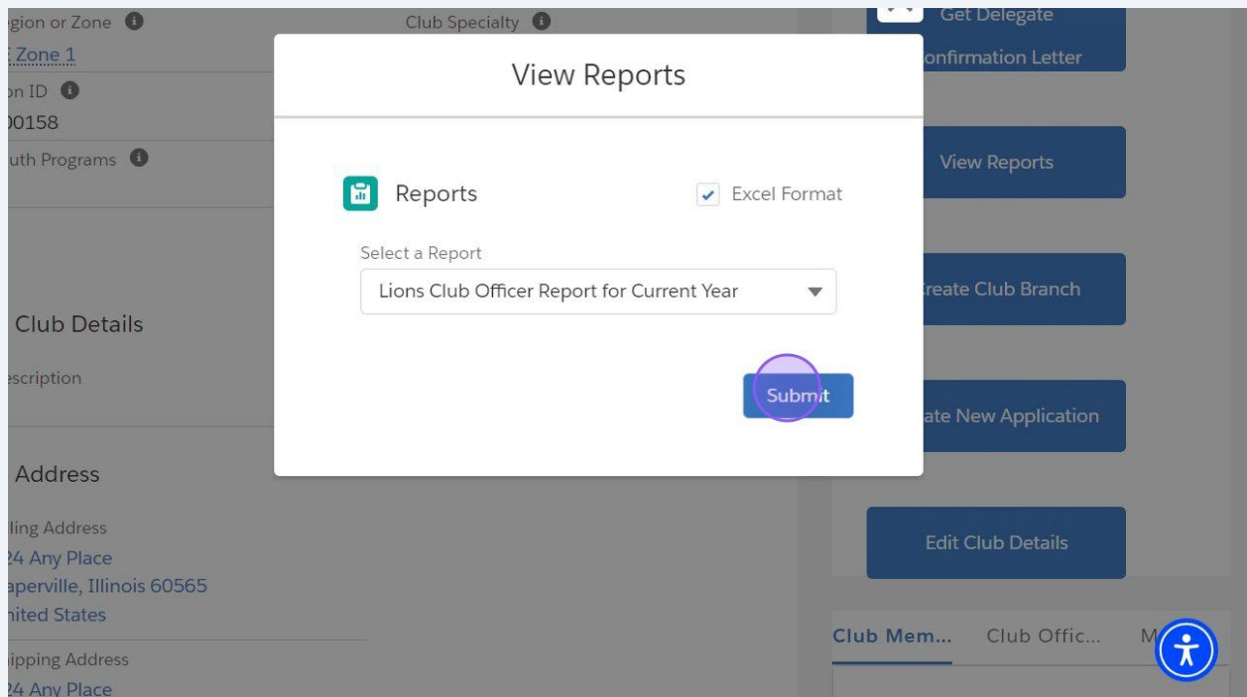 egion or Zone
Club Specialty
E Zone 1
on ID
00158
uth Programs
Club Details
escription
Address
ling Address
24 Any Place
aperville, Illinois 60565
nited States
ipping Address
24 Any Place
View Reports
Reports
Excel Format
Select a Report
Lions Club Officer Report for Current Year
Submit
Get Delegate
onfirmation Letter
View Reports
reate Club Branch
ate New Application
Edit Club Details
Club Mem...
Club Offic...
M